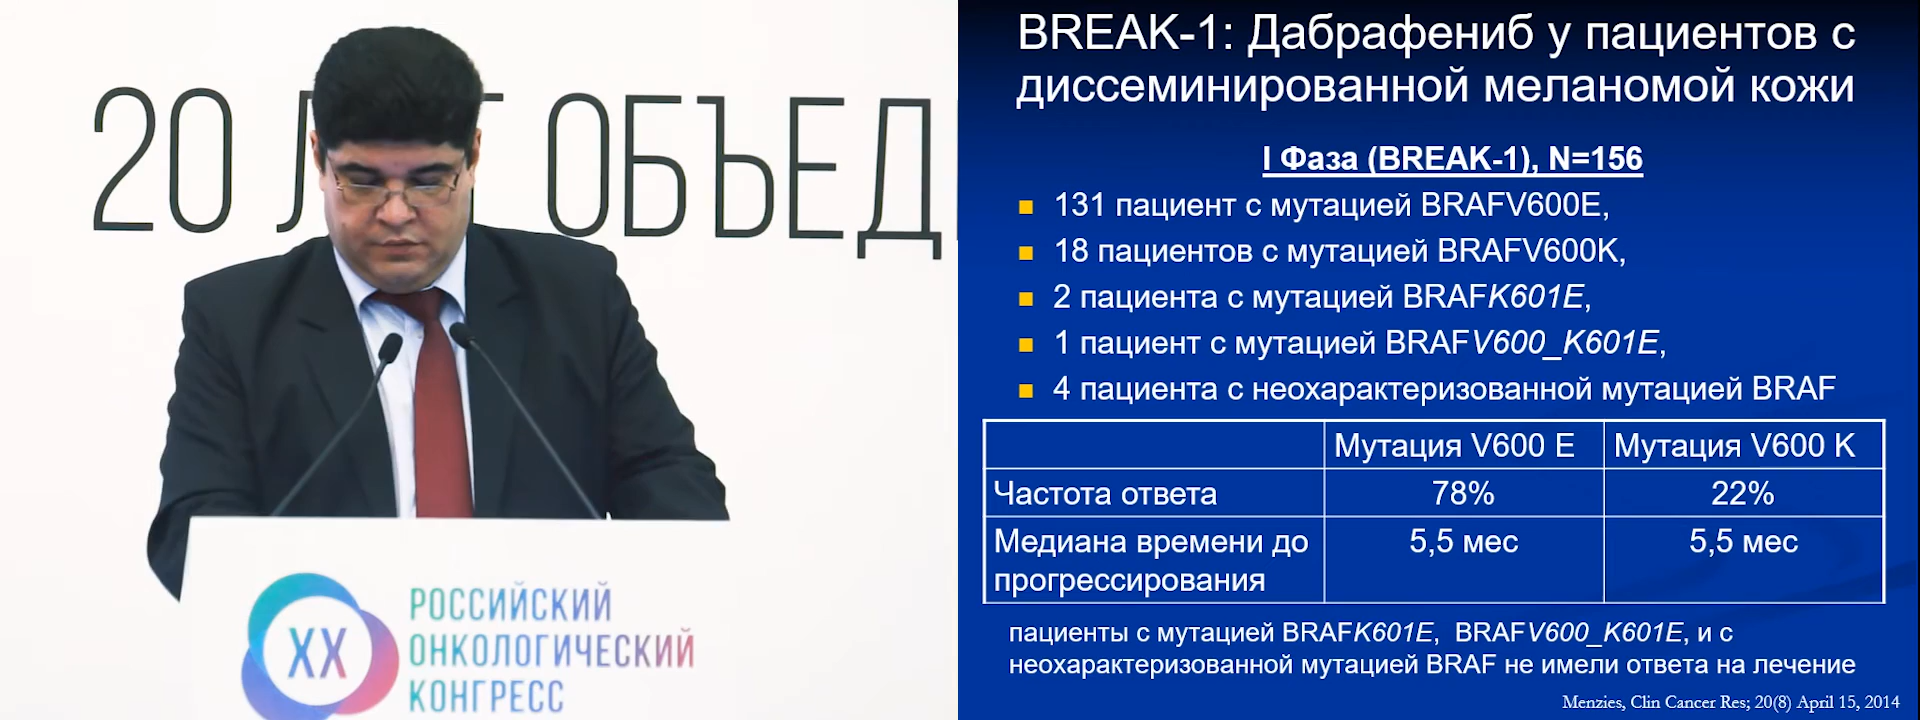 20 Л Т ОБЪЕД
XX
РОССИЙСКИЙ
ОНКОЛОГИЧЕСКИЙ
КОНГРЕСС
BREAK-1: Дабрафениб у пациентов с
диссеминированной меланомой кожи
I Фаза (BREAK-1), N=156
131 пациент с мутацией BRAFV600E,
18 пациентов с мутацией BRAFV600K,
2 пациента с мутацией BRAFK601E,
1 пациент с мутацией BRAFV600_K601E,
4 пациента с неохарактеризованной мутацией BRAF
Мутация V600 E Мутация V600 K
Частота ответа 78% 22%
Медиана времени до 5,5 мес 5,5 мес
прогрессирования
пациенты с мутацией BRAFK601E, BRAFV600_K601E, и с
неохарактеризованной мутацией BRAF не имели ответа на лечение
Menzies, Clin Cancer Res; 20(8) April 15, 2014